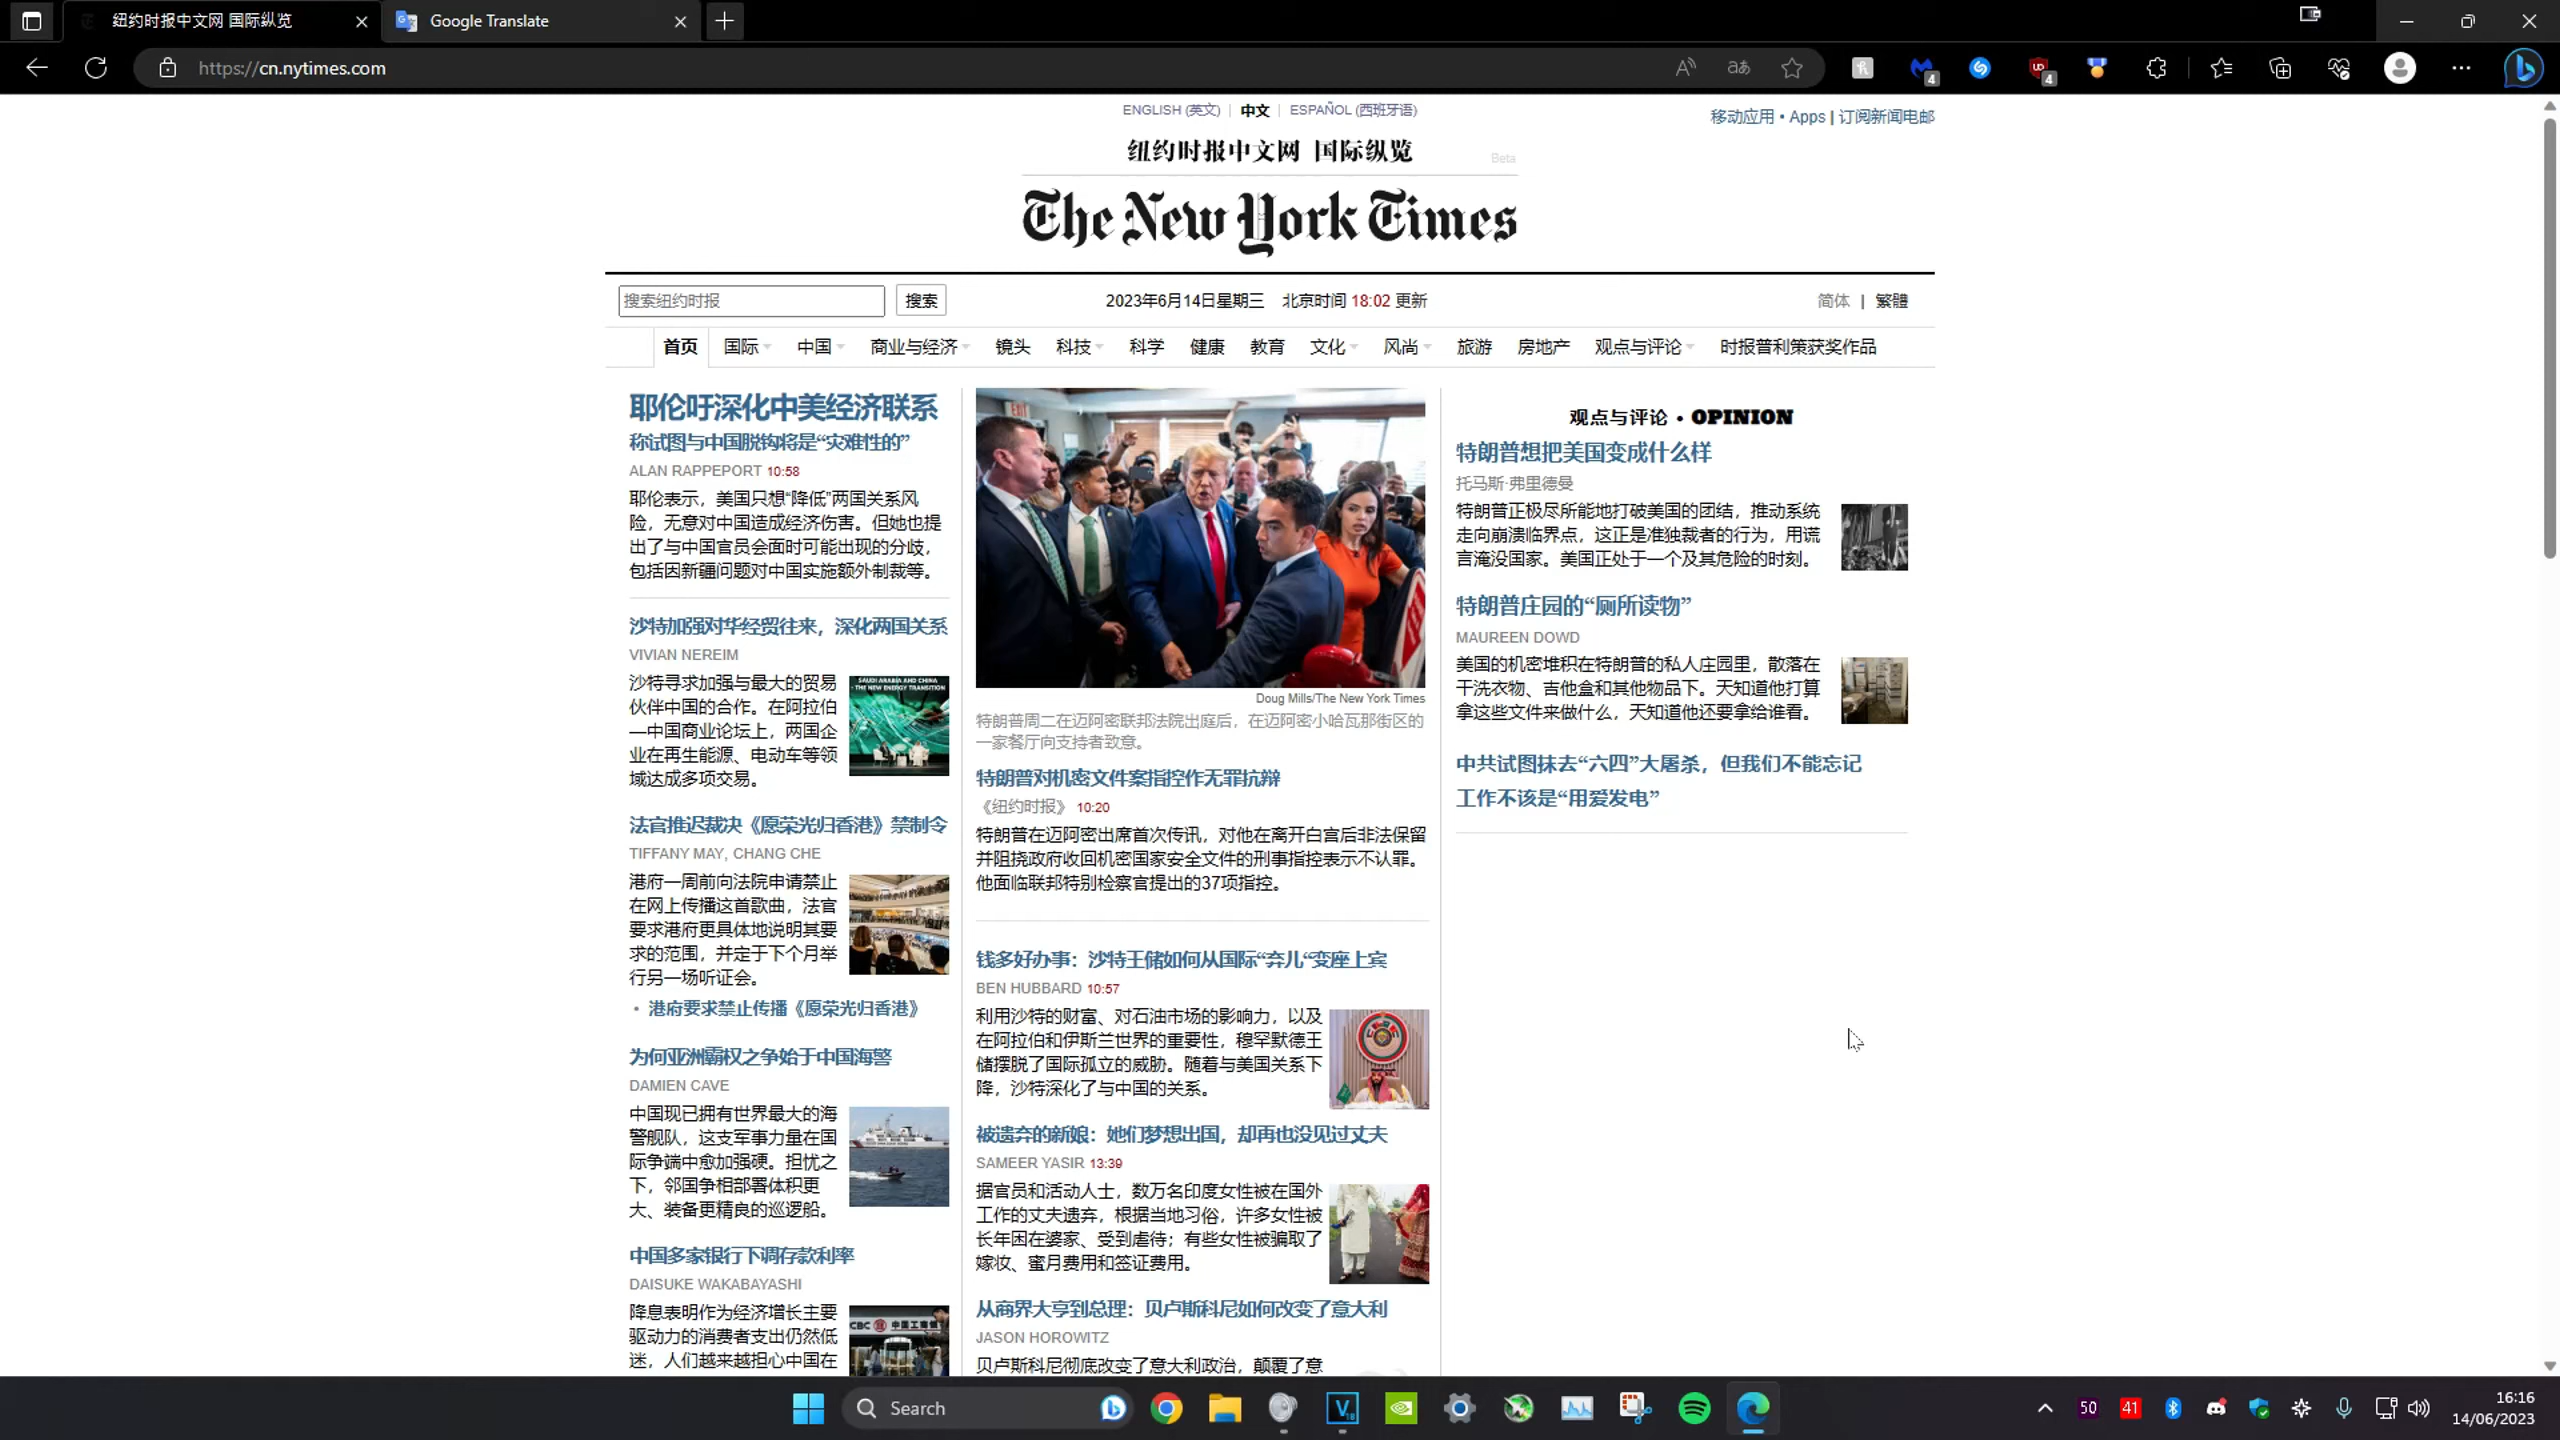 纽约时报中文网 国际纵览
Google Translate
https://cn.nytimes.com
ENGLISH (英文) | 中文 | ESPAÑOL (西班牙语)
移动应用 • Apps | 订阅新闻电邮
纽约时报中文网 国际纵览
Beta
The New York Times
搜索纽约时报
搜索
2023年6月14日星期三 北京时间 18:02 更新
简体 | 繁體
首页 国际 中国 商业与经济 镜头 科技 科学 健康 教育 文化 风尚 旅游 房地产 观点与评论 时报普利策获奖作品
耶伦吁深化中美经济联系
称试图与中国脱钩将是“灾难性的”
ALAN RAPPEPORT 10:58
耶伦表示，美国只想“降低”两国关系风
险，无意对中国造成经济伤害。但她也提
出了与中国官员会面时可能出现的分歧，
包括因新疆问题对中国实施额外制裁等。
沙特加强对华经贸往来，深化两国关系
VIVIAN NEREIM
沙特寻求加强与最大的贸易
伙伴中国的合作。在阿拉伯
—中国商业论坛上，两国企
业在再生能源、电动车等领
域达成多项交易。
SAUDI ARABIA AND CHINA
THE NEW ENERGY TRANSITION
法官推迟裁决《愿荣光归香港》禁制令
TIFFANY MAY, CHANG CHE
港府一周前向法院申请禁止
在网上传播这首歌曲，法官
要求港府更具体地说明其要
求的范围，并定于下个月举
行另一场听证会。
• 港府要求禁止传播《愿荣光归香港》
为何亚洲霸权之争始于中国海警
DAMIEN CAVE
中国现已拥有世界最大的海
警舰队，这支军事力量在国
际争端中愈加强硬。担忧之
下，邻国争相部署体积更
大、装备更精良的巡逻船。
中国多家银行下调存款利率
DAISUKE WAKABAYASHI
降息表明作为经济增长主要
驱动力的消费者支出仍然低
迷，人们越来越担心中国在
EXIT
Doug Mills/The New York Times
特朗普周二在迈阿密联邦法院出庭后，在迈阿密小哈瓦那街区的
一家餐厅向支持者致意。
特朗普对机密文件案指控作无罪抗辩
《纽约时报》 10:20
特朗普在迈阿密出席首次传讯，对他在离开白宫后非法保留
并阻挠政府收回机密国家安全文件的刑事指控表示不认罪。
他面临联邦特别检察官提出的37项指控。
钱多好办事：沙特王储如何从国际“弃儿“变座上宾
BEN HUBBARD 10:57
利用沙特的财富、对石油市场的影响力，以及
在阿拉伯和伊斯兰世界的重要性，穆罕默德王
储摆脱了国际孤立的威胁。随着与美国关系下
降，沙特深化了与中国的关系。
被遗弃的新娘：她们梦想出国，却再也没见过丈夫
SAMEER YASIR 13:39
据官员和活动人士，数万名印度女性被在国外
工作的丈夫遗弃，根据当地习俗，许多女性被
长年困在婆家、受到虐待；有些女性被骗取了
嫁妆、蜜月费用和签证费用。
从商界大亨到总理：贝卢斯科尼如何改变了意大利
JASON HOROWITZ
贝卢斯科尼彻底改变了意大利政治，颠覆了意
观点与评论 • OPINION
特朗普想把美国变成什么样
托马斯·弗里德曼
特朗普正极尽所能地打破美国的团结，推动系统
走向崩溃临界点，这正是准独裁者的行为，用谎
言淹没国家。美国正处于一个及其危险的时刻。
特朗普庄园的“厕所读物”
MAUREEN DOWD
美国的机密堆积在特朗普的私人庄园里，散落在
干洗衣物、吉他盒和其他物品下。天知道他打算
拿这些文件来做什么，天知道他还要拿给谁看。
中共试图抹去“六四”大屠杀，但我们不能忘记
工作不该是“用爱发电”
Search
50 41
16:16
14/06/2023